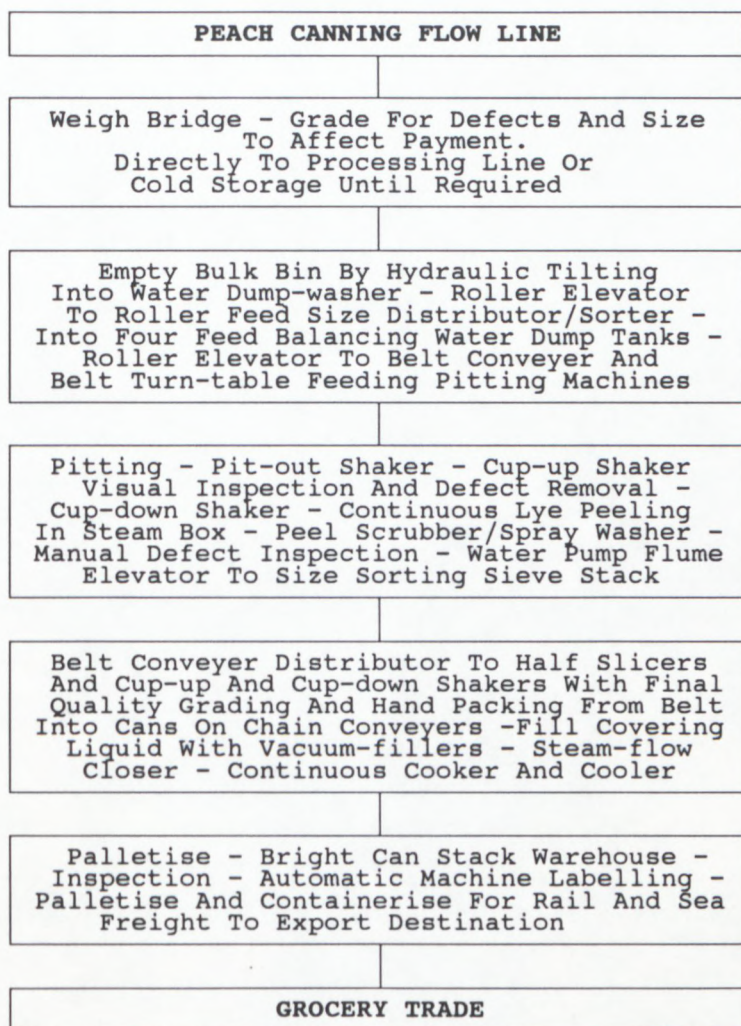 PEACH CANNING FLOW LINE
Weigh Bridge - Grade For Defects And Size
To Affect Payment.
Directly To Processing Line Or
Cold Storage Until Required
Empty Bulk Bin By Hydraulic Tilting
Into Water Dump-washer - Roller Elevator
To Roller Feed Size Distributor/Sorter -
Into Four Feed Balancing Water Dump Tanks -
Roller Elevator To Belt Conveyer And
Belt Turn-table Feeding Pitting Machines
Pitting - Pit-out Shaker - Cup-up Shaker
Visual Inspection And Defect Removal -
Cup-down Shaker - Continuous Lye Peeling
In Steam Box - Peel Scrubber/Spray Washer -
Manual Defect Inspection - Water Pump Flume
Elevator To Size Sorting Sieve Stack
Belt Conveyer Distributor To Half Slicers
And Cup-up And Cup-down Shakers With Final
Quality Grading And Hand Packing From Belt
Into Cans On Chain Conveyers -Fill Covering
Liquid With Vacuum-fillers - Steam-flow
Closer - Continuous Cooker And Cooler
Palletise - Bright Can Stack Warehouse -
Inspection - Automatic Machine Labelling -
Palletise And Containerise For Rail And Sea
Freight To Export Destination
GROCERY TRADE